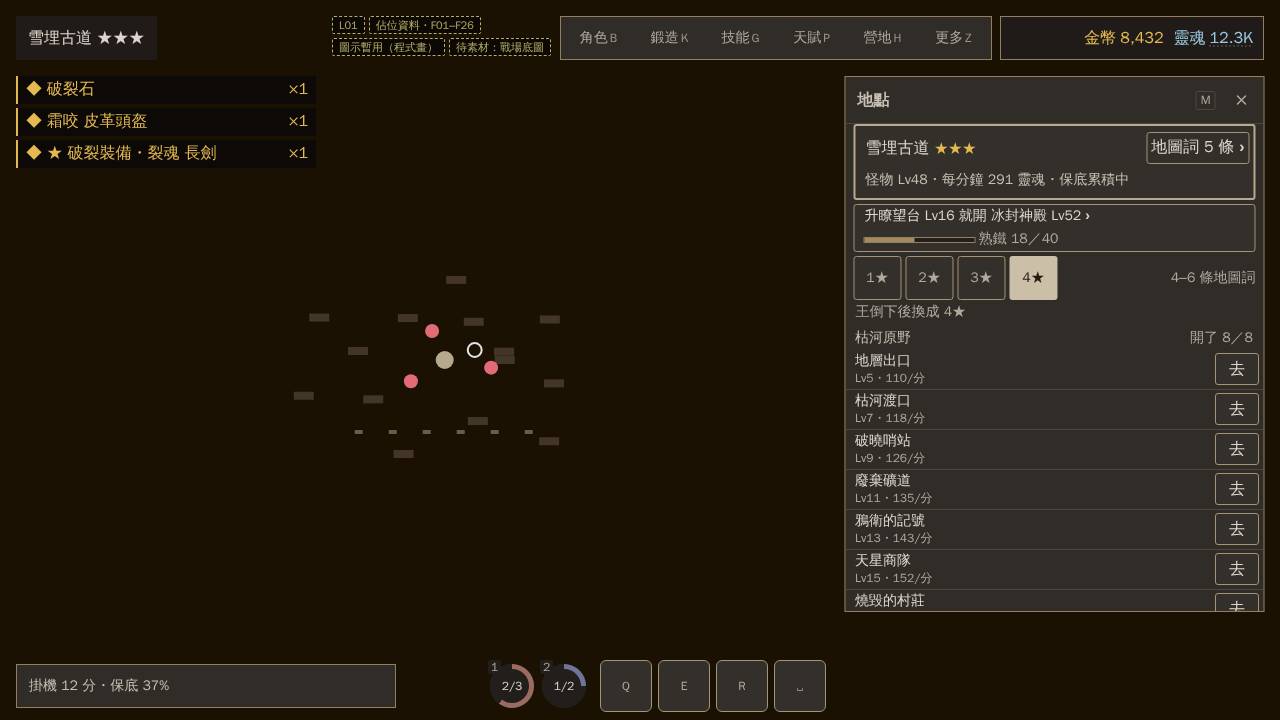 雪埋古道 ★★★
L01 佔位資料・F01—F26
圖示暫用（程式畫） 待素材：戰場底圖
角色B 鍛造K 技能G 天賦P 營地H 更多Z
金幣 8,432 靈魂 12.3K
◆ 破裂石 ×1
◆ 霜咬 皮革頭盔 ×1
◆ ★ 破裂裝備・裂魂 長劍 ×1
地點 M ×
雪埋古道 ★★★ 地圖詞 5 條 ›
怪物 Lv48・每分鐘 291 靈魂・保底累積中
升瞭望台 Lv16 就開 冰封神殿 Lv52 ›
熟鐵 18／40
1★ 2★ 3★ 4★ 4—6 條地圖詞
王倒下後換成 4★
枯河原野 開了 8／8
地層出口 去
Lv5・110/分
枯河渡口 去
Lv7・118/分
破曉哨站 去
Lv9・126/分
廢棄礦道 去
Lv11・135/分
鴉衛的記號 去
Lv13・143/分
天星商隊 去
Lv15・152/分
燒毀的村莊 去
掛機 12 分・保底 37%
1 2/3 2 1/2 Q E R ⎵